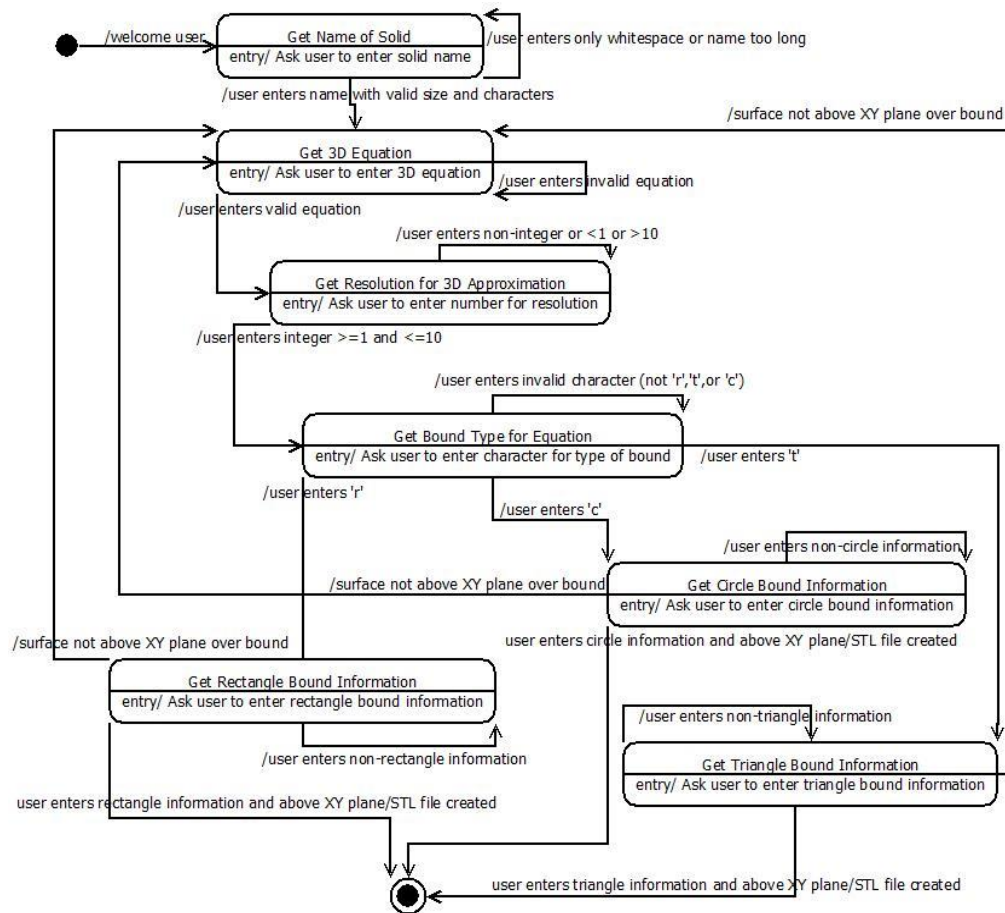 /welcome user
Get Name of Solid
entry/ Ask user to enter solid name
/user enters only whitespace or name too long
/user enters name with valid size and characters
/surface not above XY plane over bound
Get 3D Equation
entry/ Ask user to enter 3D equation
/user enters invalid equation
/user enters valid equation
/user enters non-integer or <1 or >10
Get Resolution for 3D Approximation
entry/ Ask user to enter number for resolution
/user enters integer >=1 and <=10
/user enters invalid character (not 'r','t',or 'c')
Get Bound Type for Equation
entry/ Ask user to enter character for type of bound
/user enters 't'
/user enters 'r'
/user enters 'c'
/user enters non-circle information
/surface not above XY plane over bound
Get Circle Bound Information
entry/ Ask user to enter circle bound information
/surface not above XY plane over bound
user enters circle information and above XY plane/STL file created
Get Rectangle Bound Information
entry/ Ask user to enter rectangle bound information
/user enters non-triangle information
/user enters non-rectangle information
Get Triangle Bound Information
entry/ Ask user to enter triangle bound information
user enters rectangle information and above XY plane/STL file created
user enters triangle information and above XY plane/STL file created